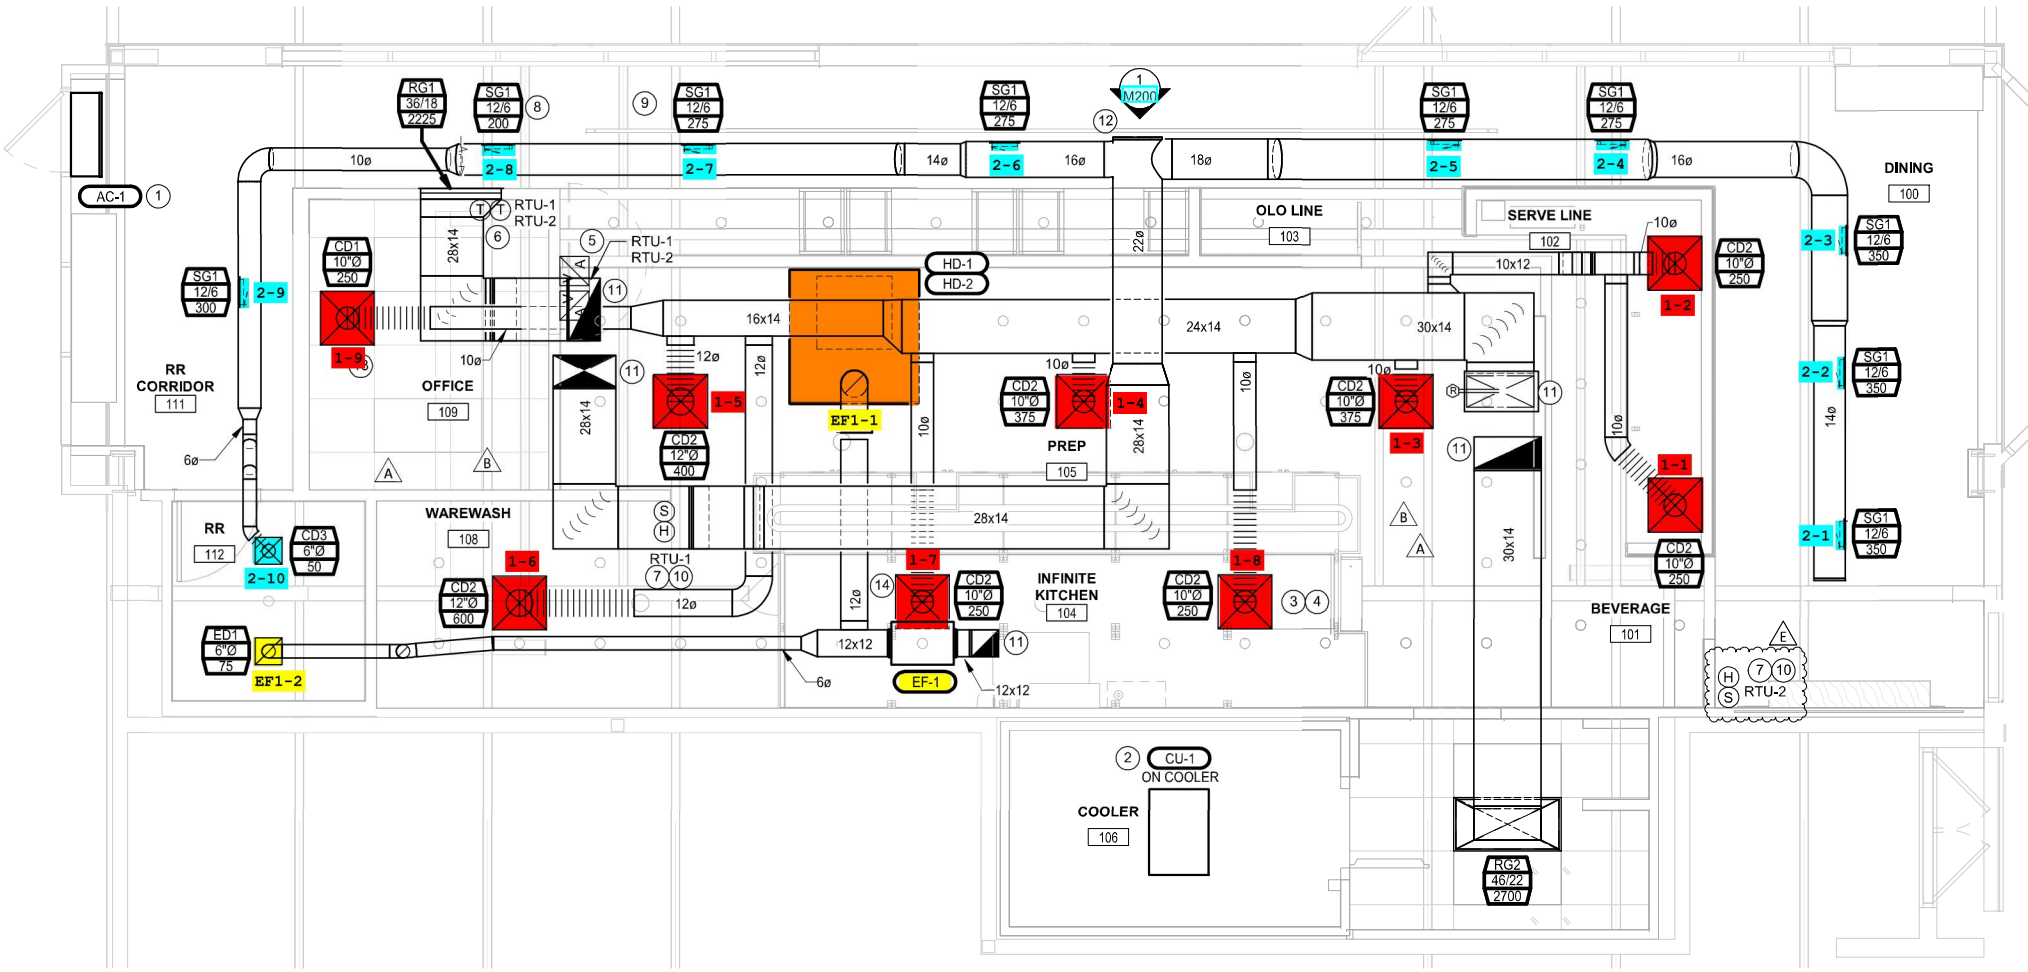 RG1
36/18
2225
SG1
12/6
200
8
9
SG1
12/6
275
SG1
12/6
275
1
M200
12
SG1
12/6
275
SG1
12/6
275
10ø
2-8
2-7
14ø
2-6
16ø
18ø
2-5
2-4
16ø
DINING
100
AC-1
1
T
T
RTU-1
RTU-2
6
5
RTU-1
RTU-2
28x14
22ø
OLO LINE
103
SERVE LINE
102
10ø
10x12
CD1
10"Ø
250
HD-1
HD-2
CD2
10"Ø
250
2-3
SG1
12/6
350
SG1
12/6
300
2-9
A
V
A
11
1-2
1-9
13
10ø
16x14
24x14
30x14
12ø
12ø
10ø
10ø
10ø
RR
CORRIDOR
111
OFFICE
109
11
28x14
1-5
EF1-1
10ø
CD2
10"Ø
375
1-4
28x14
CD2
10"Ø
375
1-3
R
11
2-2
SG1
12/6
350
14ø
10ø
CD2
12"Ø
400
PREP
105
11
1-1
6ø
A
B
B
A
RR
112
CD3
6"Ø
50
2-10
WAREWASH
108
S
H
RTU-1
7
10
28x14
30x14
2-1
SG1
12/6
350
CD2
10"Ø
250
1-6
CD2
12"Ø
600
12ø
12ø
1-7
14
CD2
10"Ø
250
INFINITE
KITCHEN
104
1-8
CD2
10"Ø
250
3
4
BEVERAGE
101
E
ED1
6"Ø
75
EF1-2
6ø
12x12
EF-1
12x12
11
H
S
7
10
RTU-2
2
CU-1
ON COOLER
COOLER
106
RG2
46/22
2700